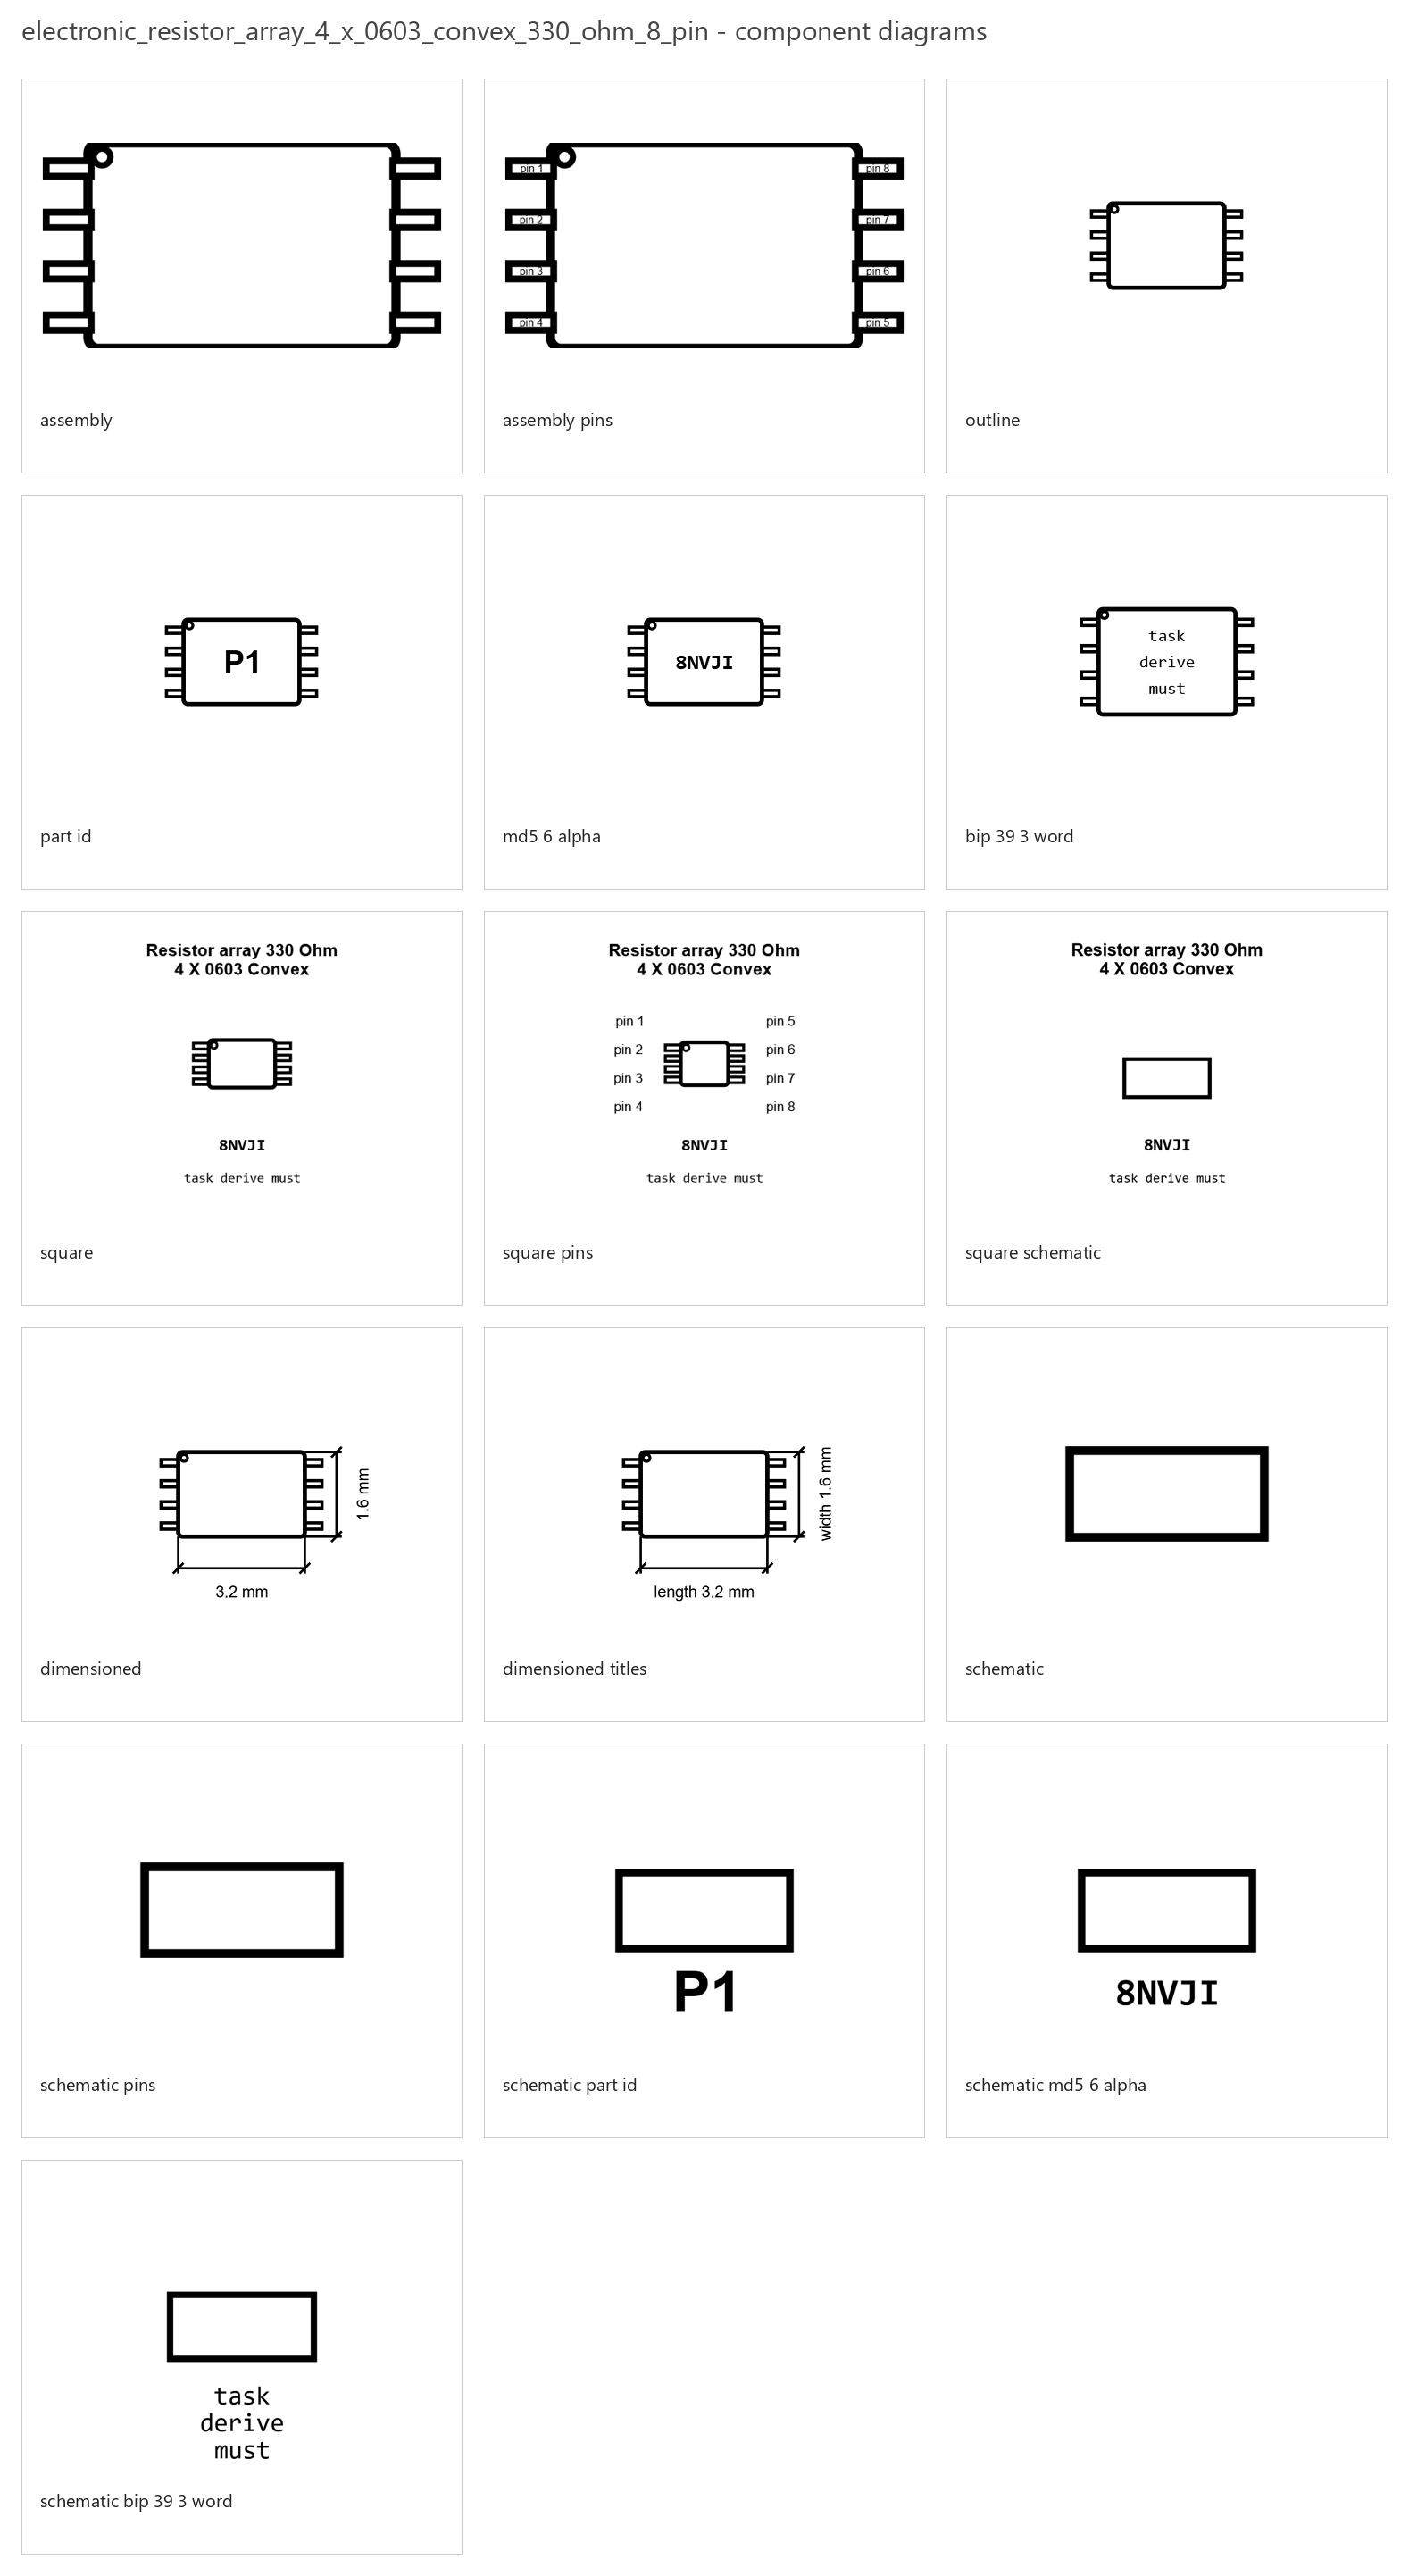 electronic_resistor_array_4_x_0603_convex_330_ohm_8_pin - component diagrams
assembly
pin 1
pin 2
pin 3
pin 4
pin 8
pin 7
pin 6
pin 5
assembly pins
outline
P1
part id
8NVJI
md5 6 alpha
task
derive
must
bip 39 3 word
Resistor array 330 Ohm
4 X 0603 Convex
8NVJI
task derive must
square
Resistor array 330 Ohm
4 X 0603 Convex
pin 1
pin 2
pin 3
pin 4
pin 5
pin 6
pin 7
pin 8
8NVJI
task derive must
square pins
Resistor array 330 Ohm
4 X 0603 Convex
8NVJI
task derive must
square schematic
1.6 mm
3.2 mm
dimensioned
width 1.6 mm
length 3.2 mm
dimensioned titles
schematic
schematic pins
P1
schematic part id
8NVJI
schematic md5 6 alpha
task
derive
must
schematic bip 39 3 word